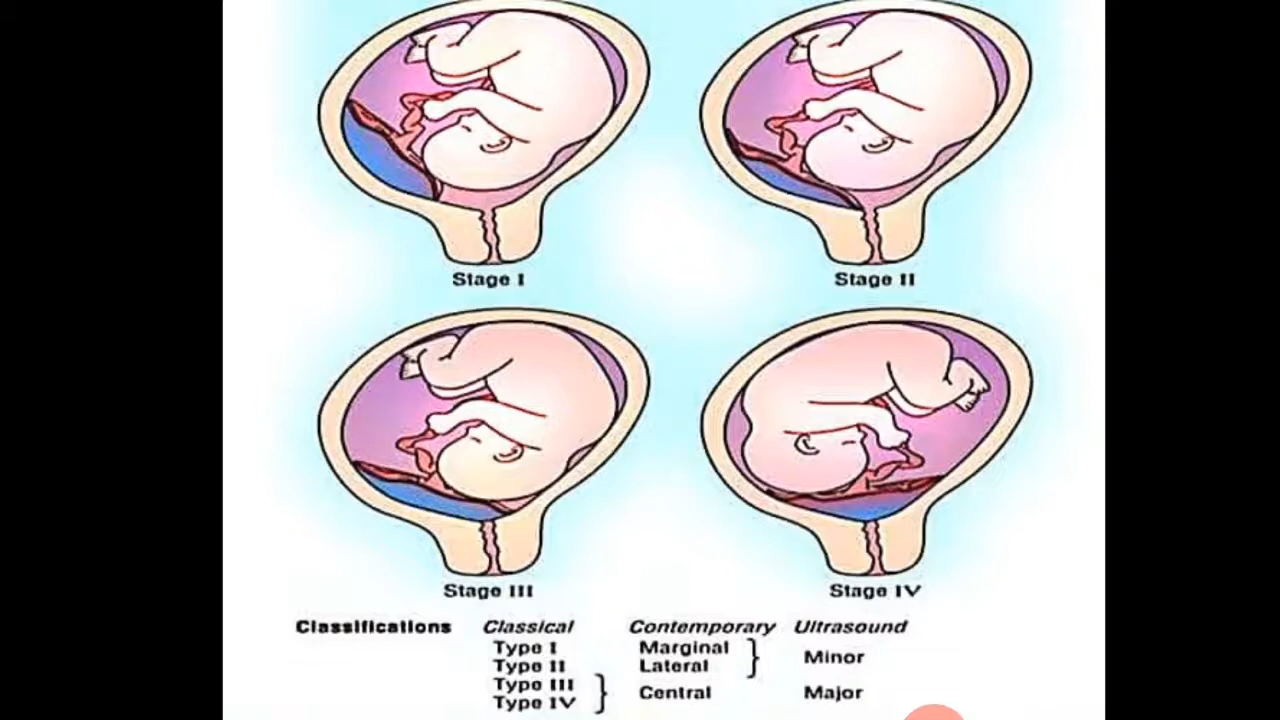 Stage I
Stage II
Stage III
Stage IV
Classifications Classical Contemporary Ultrasound
Type I Marginal
Type II Lateral } Minor
Type III
Type IV } Central Major